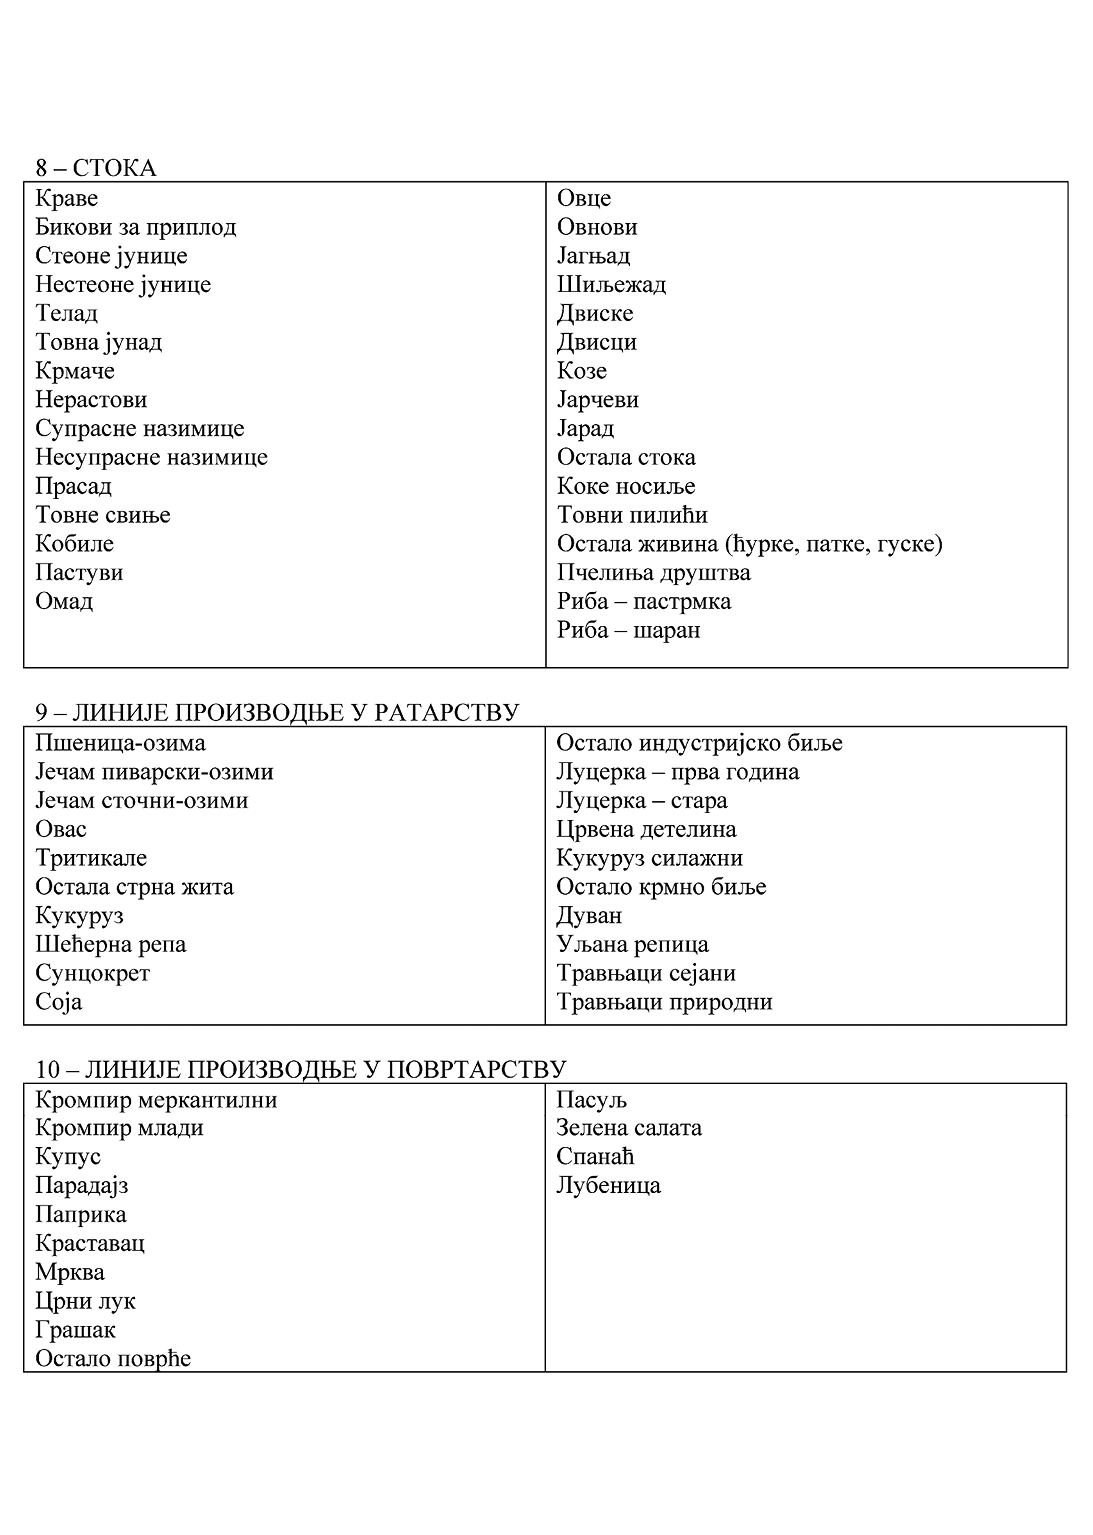 8 – СТОКА
Краве
Бикови за приплод
Стеоне јунице
Нестеоне јунице
Телад
Товна јунад
Крмаче
Нерастови
Супрасне назимице
Несупрасне назимице
Прасад
Товне свиње
Кобиле
Пастуви
Омад
Овце
Овнови
Јагњад
Шиљежад
Двиске
Двисци
Козе
Јарчеви
Јарад
Остала стока
Коке носиље
Товни пилићи
Остала живина (ћурке, патке, гуске)
Пчелиња друштва
Риба – пастрмка
Риба – шаран
9 – ЛИНИЈЕ ПРОИЗВОДЊЕ У РАТАРСТВУ
Пшеница-озима
Јечам пиварски-озими
Јечам сточни-озими
Овас
Тритикале
Остала стрна жита
Кукуруз
Шећерна репа
Сунцокрет
Соја
Остало индустријско биље
Луцерка – прва година
Луцерка – стара
Црвена детелина
Кукуруз силажни
Остало крмно биље
Дуван
Уљана репица
Травњаци сејани
Травњаци природни
10 – ЛИНИЈЕ ПРОИЗВОДЊЕ У ПОВРТАРСТВУ
Кромпир меркантилни
Кромпир млади
Купус
Парадајз
Паприка
Краставац
Мрква
Црни лук
Грашак
Остало поврће
Пасуљ
Зелена салата
Спанаћ
Лубеница